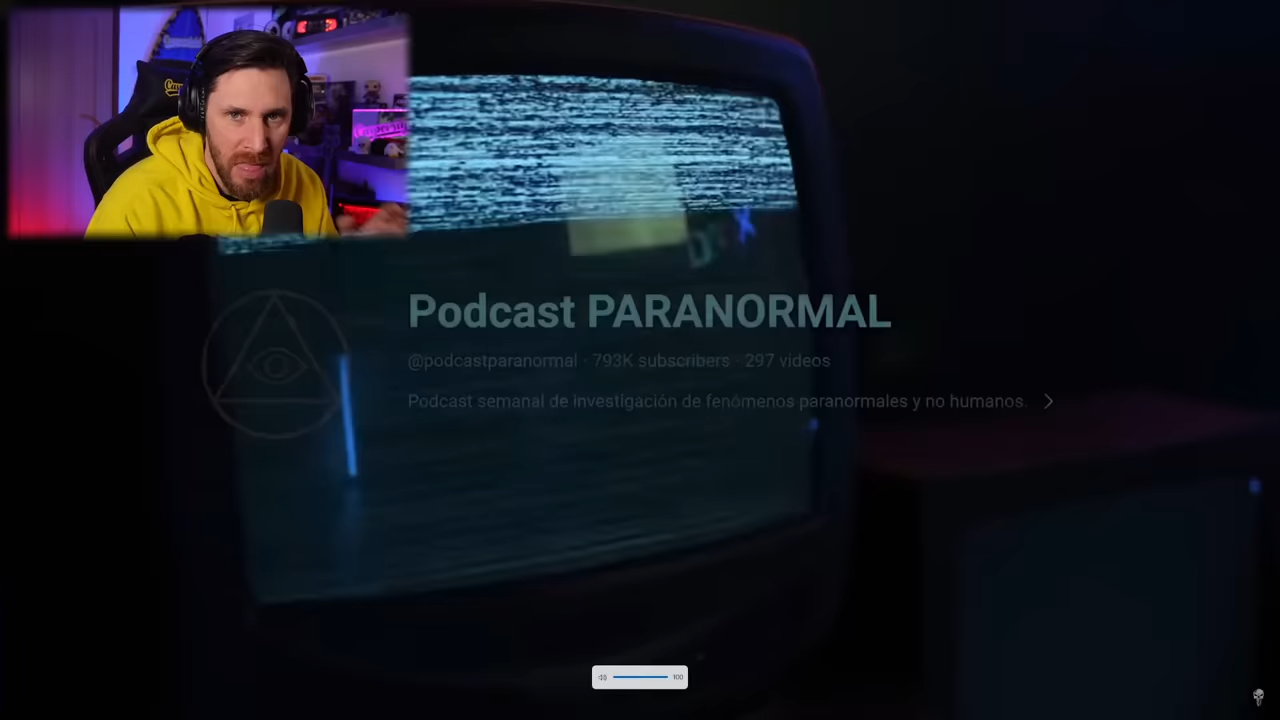 Podcast PARANORMAL
@podcastparanormal · 793K subscribers · 297 videos
Podcast semanal de investigación de fenómenos paranormales y no humanos.
100